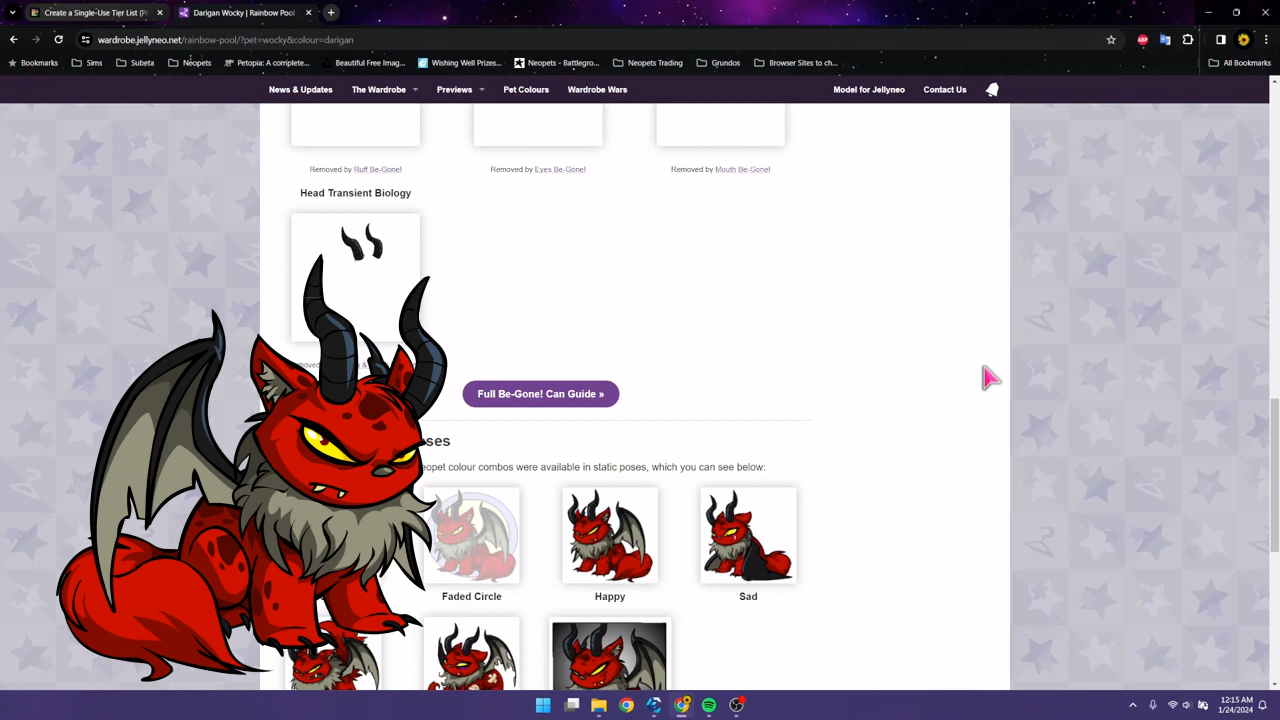 Create a Single-Use Tier List (P
Darigan Wocky | Rainbow Pool
wardrobe.jellyneo.net/rainbow-pool/?pet=wocky&colour=darigan
Bookmarks Sims Subeta Neopets Petopia: A complete... Beautiful Free Imag... Wishing Well Prizes... Neopets - Battlegro... Neopets Trading Grundos Browser Sites to ch... All Bookmarks
News & Updates The Wardrobe Previews Pet Colours Wardrobe Wars Model for Jellyneo Contact Us
Removed by Ruff Be-Gone! Removed by Eyes Be-Gone! Removed by Mouth Be-Gone!
Head Transient Biology
Full Be-Gone! Can Guide »
ses
eopet colour combos were available in static poses, which you can see below:
Faded Circle Happy Sad
12:15 AM
1/24/2024